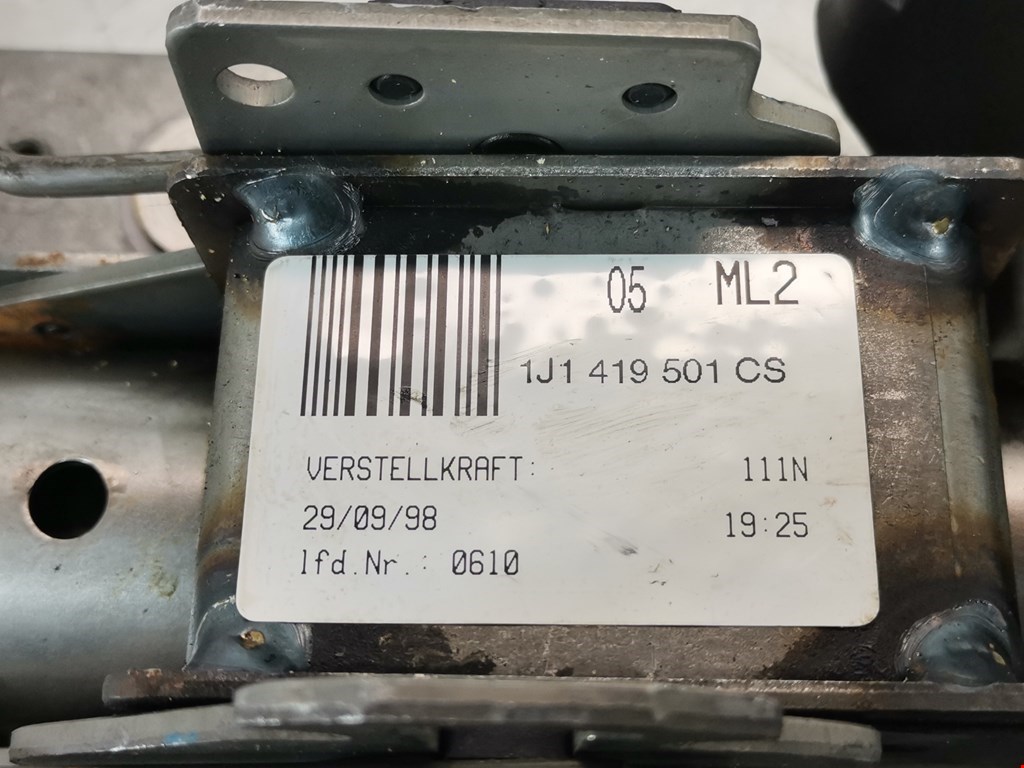 05 ML2
1J1 419 501 CS
VERSTELLKRAFT: 111N
29/09/98 19:25
lfd.Nr.: 0610